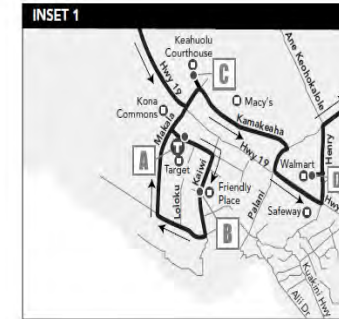 INSET 1
Keahuolu
Courthouse
Hwy 19
C
Ane Keohokalole
Kona
Commons
Macy's
Makala
Kamakeaha
Hwy 19
Henry
A
T
Target
Kaiwi
Walmart
D
Loloku
Friendly
Place
Palani
Safeway
Hwy
B
Kuakini Hwy
Alii Dr.